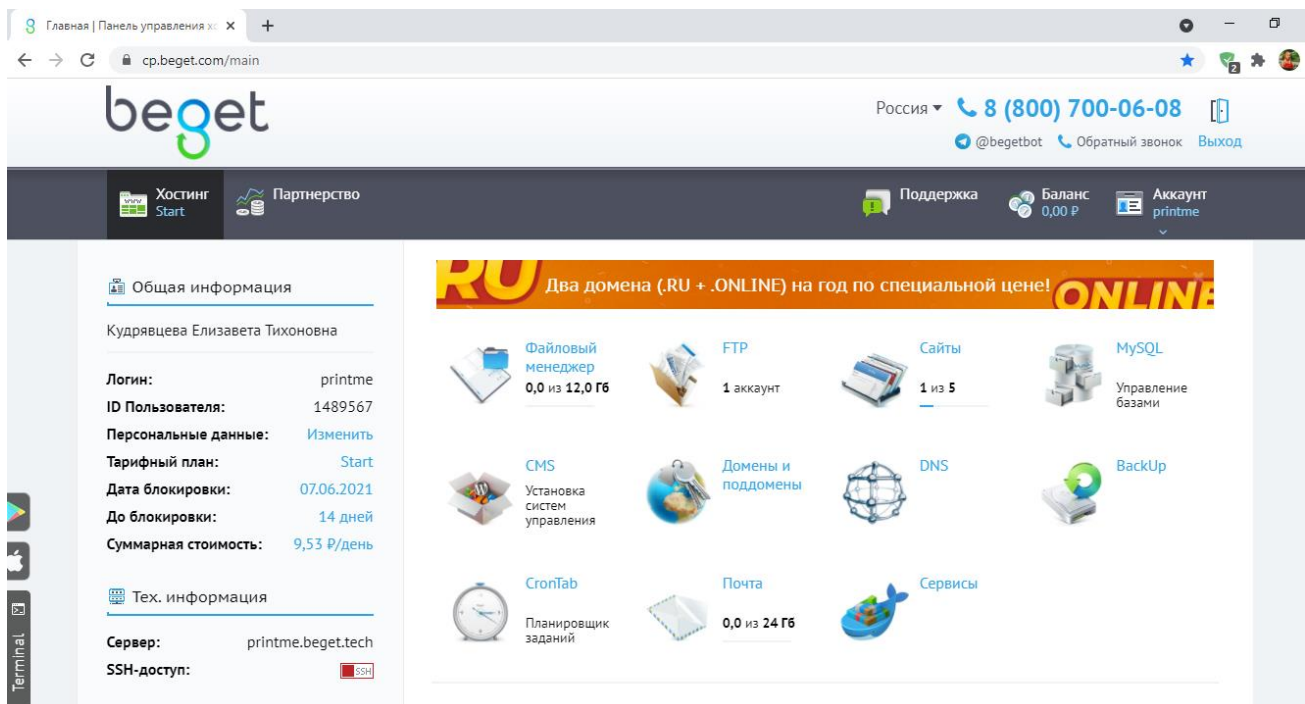 Главная | Панель управления хо
cp.beget.com/main
2
beget
Россия 8 (800) 700-06-08
@begetbot Обратный звонок Выход
Хостинг
Start
Партнерство
Поддержка
Баланс
0,00 ₽
Аккаунт
printme
Общая информация
Кудрявцева Елизавета Тихоновна
Логин: printme
ID Пользователя: 1489567
Персональные данные: Изменить
Тарифный план: Start
Дата блокировки: 07.06.2021
До блокировки: 14 дней
Суммарная стоимость: 9,53 ₽/день
Тех. информация
Сервер: printme.beget.tech
SSH-доступ: SSH
Terminal
RU Два домена (.RU + .ONLINE) на год по специальной цене! ONLINE
Файловый
менеджер
0,0 из 12,0 Гб
FTP
1 аккаунт
Сайты
1 из 5
MySQL
Управление
базами
CMS
Установка
систем
управления
Домены и
поддомены
DNS
BackUp
CronTab
Планировщик
заданий
Почта
0,0 из 24 Гб
Сервисы